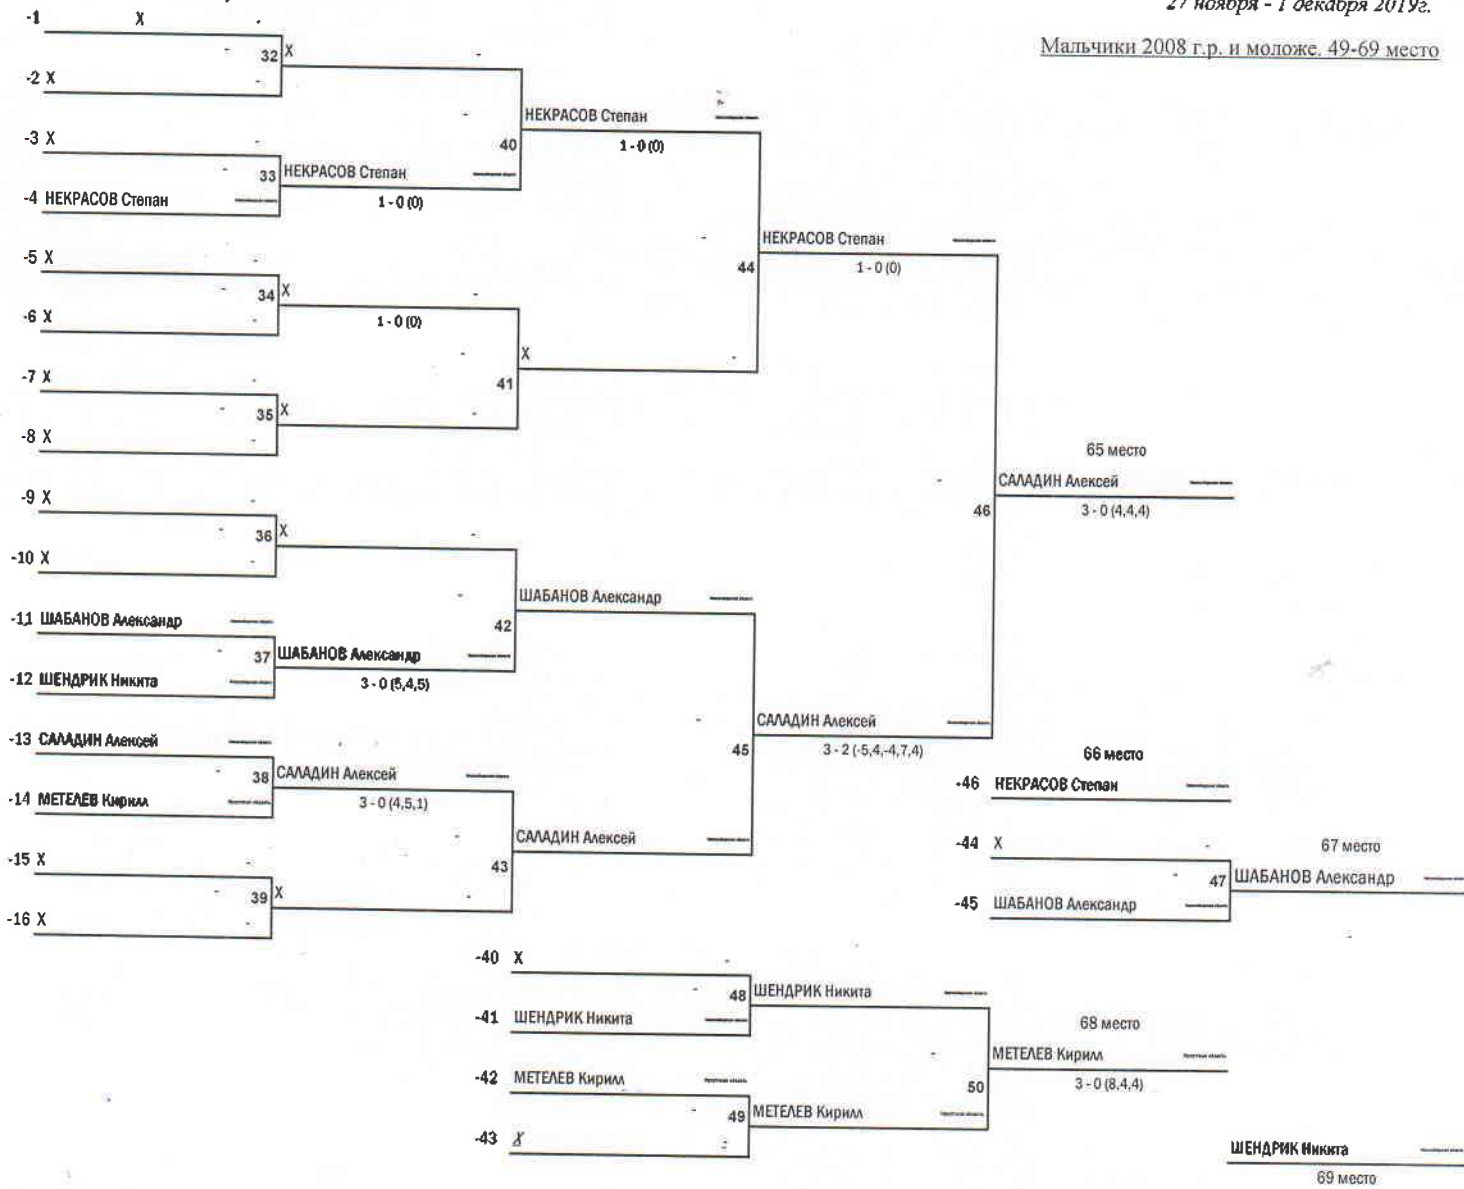 27 ноября - 1 декабря 2019г.
Мальчики 2008 г.р. и моложе. 49-69 место
-1 X
32 X
-2 X
НЕКРАСОВ Степан
40 1 - 0 (0)
-3 X
33 НЕКРАСОВ Степан
-4 НЕКРАСОВ Степан
1 - 0 (0)
НЕКРАСОВ Степан
44 1 - 0 (0)
-5 X
34 X
-6 X
1 - 0 (0)
X
41
-7 X
35 X
-8 X
65 место
САЛАДИН Алексей
46 3 - 0 (4,4,4)
-9 X
36 X
-10 X
ШАБАНОВ Александр
42
-11 ШАБАНОВ Александр
37 ШАБАНОВ Александр
-12 ШЕНДРИК Никита
3 - 0 (5,4,5)
САЛАДИН Алексей
45 3 - 2 (-5,4,-4,7,4)
-13 САЛАДИН Алексей
38 САЛАДИН Алексей
-14 МЕТЕЛЕВ Кирилл
3 - 0 (4,5,1)
САЛАДИН Алексей
43
-15 X
39 X
-16 X
66 место
-46 НЕКРАСОВ Степан
-44 X
67 место
47 ШАБАНОВ Александр
-45 ШАБАНОВ Александр
-40 X
48 ШЕНДРИК Никита
-41 ШЕНДРИК Никита
68 место
МЕТЕЛЕВ Кирилл
50 3 - 0 (8,4,4)
-42 МЕТЕЛЕВ Кирилл
49 МЕТЕЛЕВ Кирилл
-43 X
ШЕНДРИК Никита
69 место